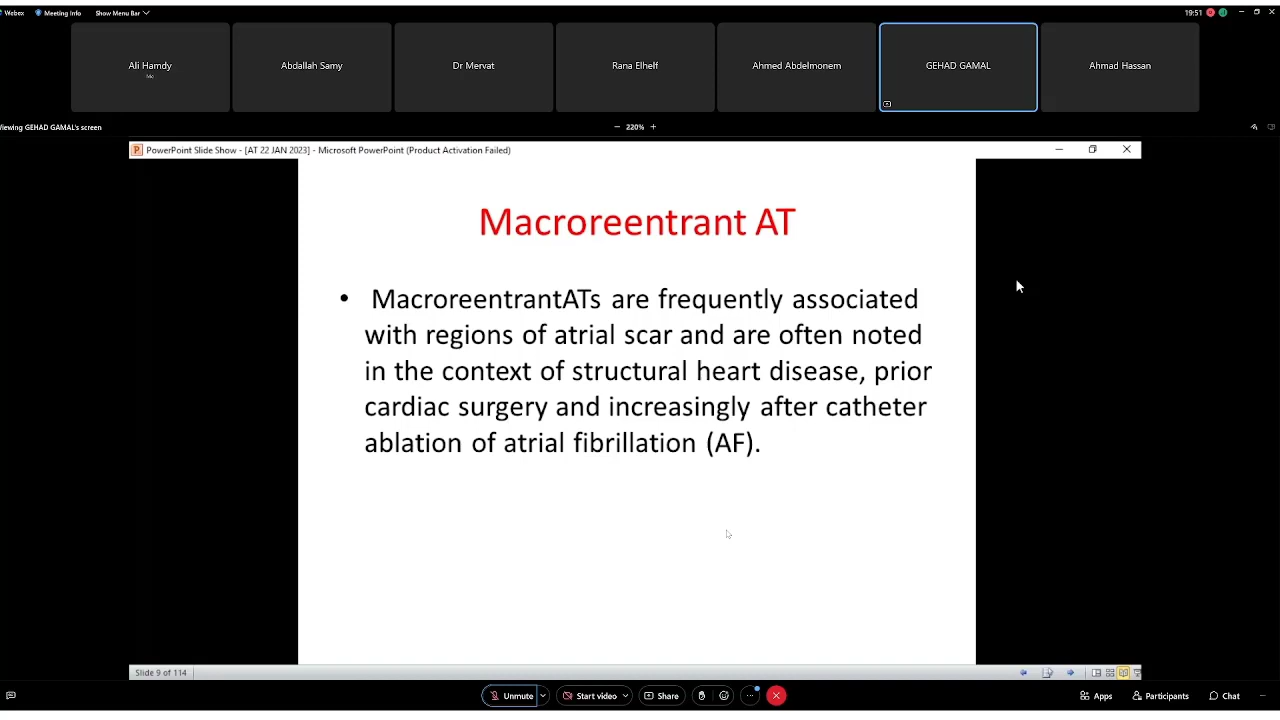 Webex Meeting Info Show Menu Bar 19:51
Ali Hamdy
Me
Abdallah Samy
Dr Mervat
Rana Elhelf
Ahmed Abdelmonem
GEHAD GAMAL
Ahmad Hassan
iewing GEHAD GAMAL's screen
220%
PowerPoint Slide Show - [AT 22 JAN 2023] - Microsoft PowerPoint (Product Activation Failed)
Macroreentrant AT
• MacroreentrantATs are frequently associated
with regions of atrial scar and are often noted
in the context of structural heart disease, prior
cardiac surgery and increasingly after catheter
ablation of atrial fibrillation (AF).
Slide 9 of 114
Unmute Start video Share Apps Participants Chat